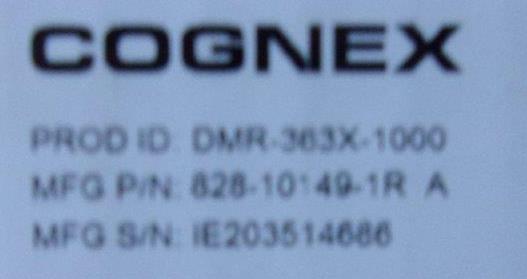 COGNEX
PROD ID: DMR-363X-1000
MFG P/N: 828-10149-1R A
MFG S/N: IE203514686